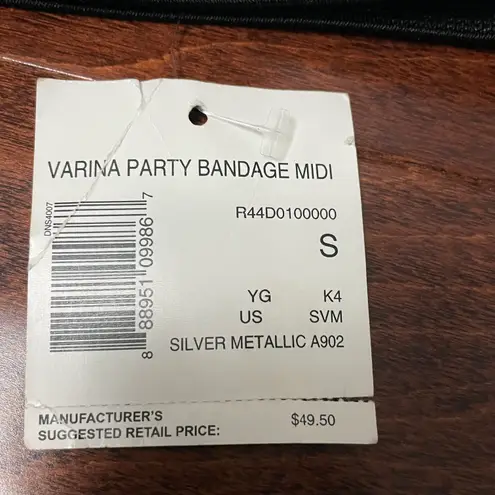 VARINA PARTY BANDAGE MIDI
R44D0100000
S
DNS4007
8 88951 09986 7
YG K4
US SVM
SILVER METALLIC A902
MANUFACTURER'S
SUGGESTED RETAIL PRICE: $49.50